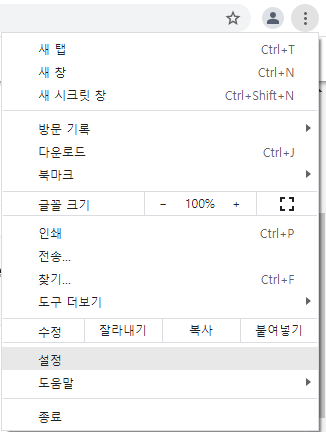 새 탭 Ctrl+T
새 창 Ctrl+N
새 시크릿 창 Ctrl+Shift+N
방문 기록
다운로드 Ctrl+J
북마크
글꼴 크기 - 100% +
인쇄 Ctrl+P
전송...
찾기... Ctrl+F
도구 더보기
수정 잘라내기 복사 붙여넣기
설정
도움말
종료